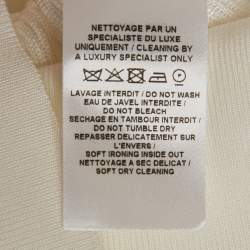 NETTOYAGE PAR UN
SPECIALISTE DU LUXE
UNIQUEMENT / CLEANING BY
A LUXURY SPECIALIST ONLY
LAVAGE INTERDIT / DO NOT WASH
EAU DE JAVEL INTERDITE /
DO NOT BLEACH
SECHAGE EN TAMBOUR INTERDIT /
DO NOT TUMBLE DRY
REPASSER DELICATEMENT SUR
L'ENVERS /
SOFT IRONING INSIDE OUT
NETTOYAGE A SEC DELICAT /
SOFT DRY CLEANING